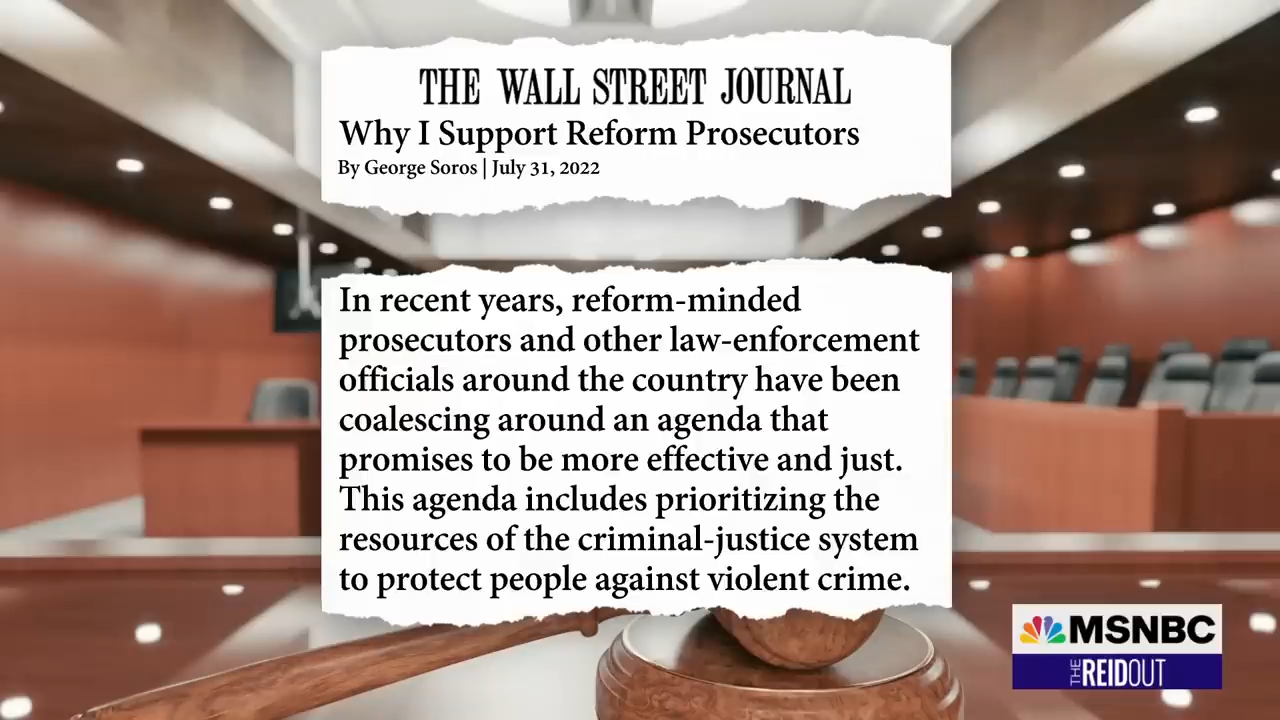 THE WALL STREET JOURNAL
Why I Support Reform Prosecutors
By George Soros | July 31, 2022
In recent years, reform-minded
prosecutors and other law-enforcement
officials around the country have been
coalescing around an agenda that
promises to be more effective and just.
This agenda includes prioritizing the
resources of the criminal-justice system
to protect people against violent crime.
MSNBC
THE REIDOUT